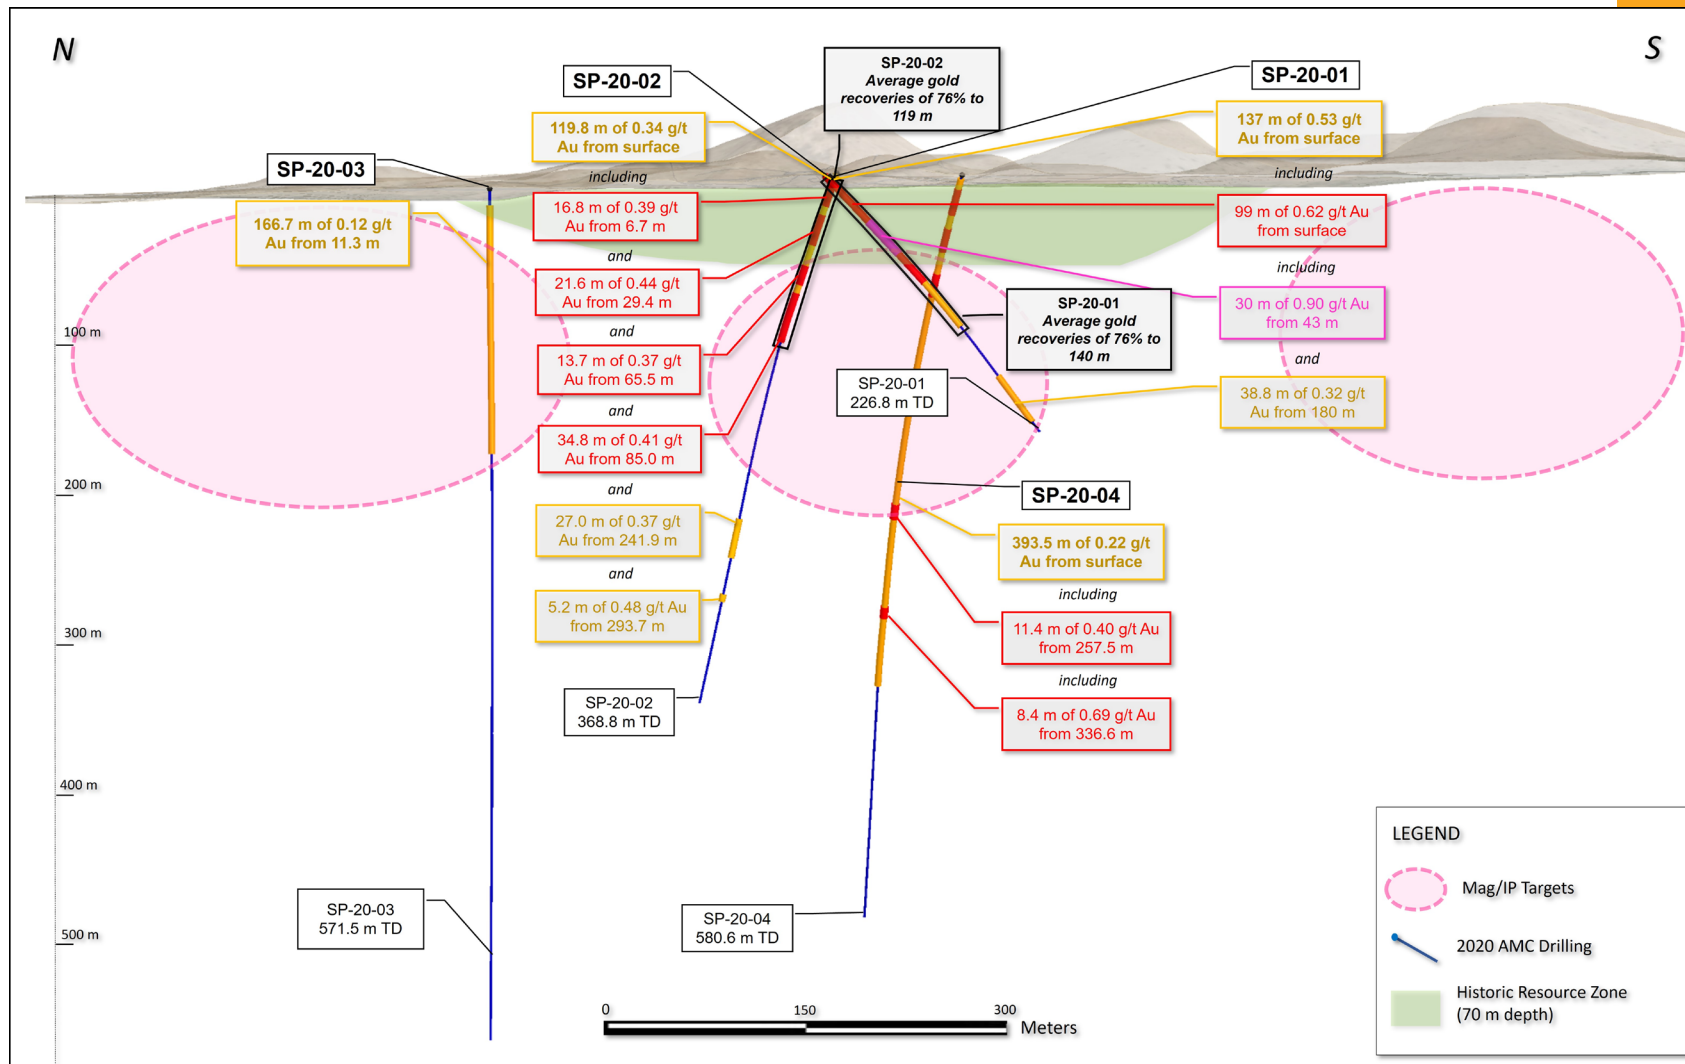 N
S
SP-20-02
Average gold
recoveries of 76% to
119 m
SP-20-02
SP-20-01
119.8 m of 0.34 g/t
Au from surface
including
16.8 m of 0.39 g/t
Au from 6.7 m
and
21.6 m of 0.44 g/t
Au from 29.4 m
and
13.7 m of 0.37 g/t
Au from 65.5 m
and
34.8 m of 0.41 g/t
Au from 85.0 m
and
27.0 m of 0.37 g/t
Au from 241.9 m
and
5.2 m of 0.48 g/t Au
from 293.7 m
SP-20-02
368.8 m TD
137 m of 0.53 g/t
Au from surface
including
99 m of 0.62 g/t Au
from surface
including
30 m of 0.90 g/t Au
from 43 m
and
38.8 m of 0.32 g/t
Au from 180 m
SP-20-01
Average gold
recoveries of 76% to
140 m
SP-20-01
226.8 m TD
SP-20-03
166.7 m of 0.12 g/t
Au from 11.3 m
SP-20-03
571.5 m TD
SP-20-04
393.5 m of 0.22 g/t
Au from surface
including
11.4 m of 0.40 g/t Au
from 257.5 m
including
8.4 m of 0.69 g/t Au
from 336.6 m
SP-20-04
580.6 m TD
100 m
200 m
300 m
400 m
500 m
0 150 300
Meters
LEGEND
Mag/IP Targets
2020 AMC Drilling
Historic Resource Zone
(70 m depth)